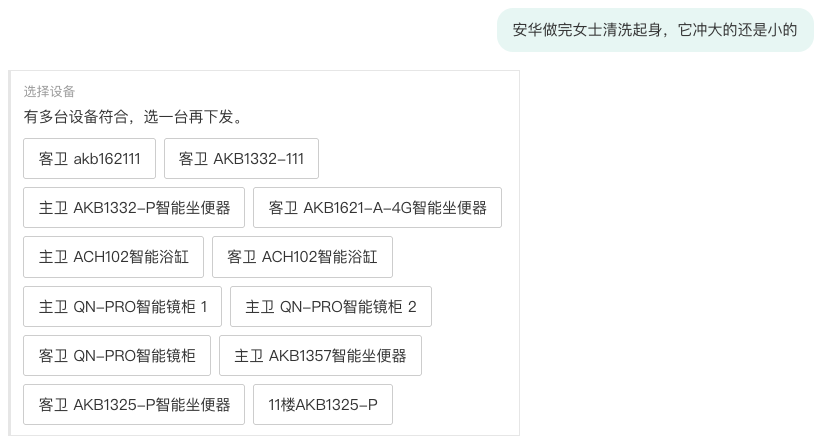 安华做完女士清洗起身，它冲大的还是小的
选择设备
有多台设备符合，选一台再下发。
客卫 akb162111
客卫 AKB1332-111
主卫 AKB1332-P智能坐便器
客卫 AKB1621-A-4G智能坐便器
主卫 ACH102智能浴缸
客卫 ACH102智能浴缸
主卫 QN-PRO智能镜柜 1
主卫 QN-PRO智能镜柜 2
客卫 QN-PRO智能镜柜
主卫 AKB1357智能坐便器
客卫 AKB1325-P智能坐便器
11楼AKB1325-P